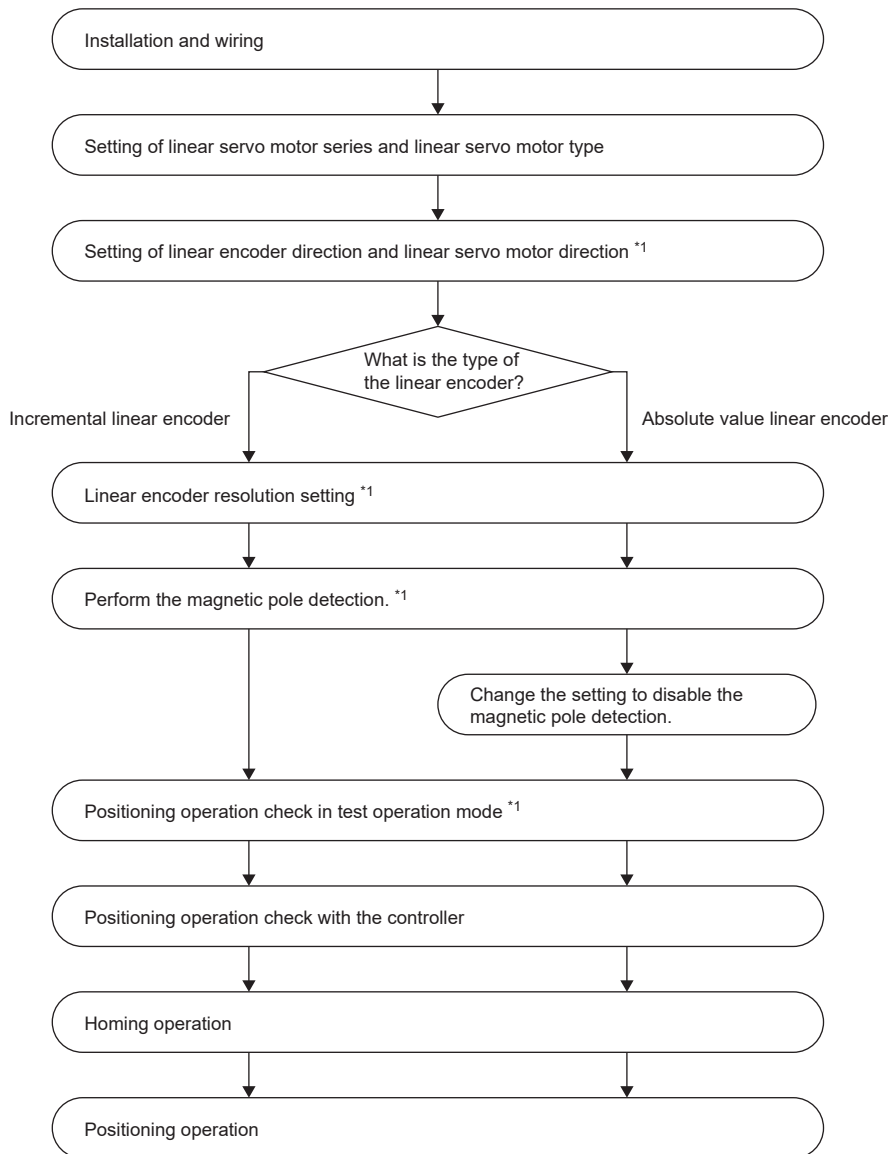 Installation and wiring
Setting of linear servo motor series and linear servo motor type
Setting of linear encoder direction and linear servo motor direction *1
What is the type of
the linear encoder?
Incremental linear encoder
Absolute value linear encoder
Linear encoder resolution setting *1
Perform the magnetic pole detection. *1
Change the setting to disable the
magnetic pole detection.
Positioning operation check in test operation mode *1
Positioning operation check with the controller
Homing operation
Positioning operation